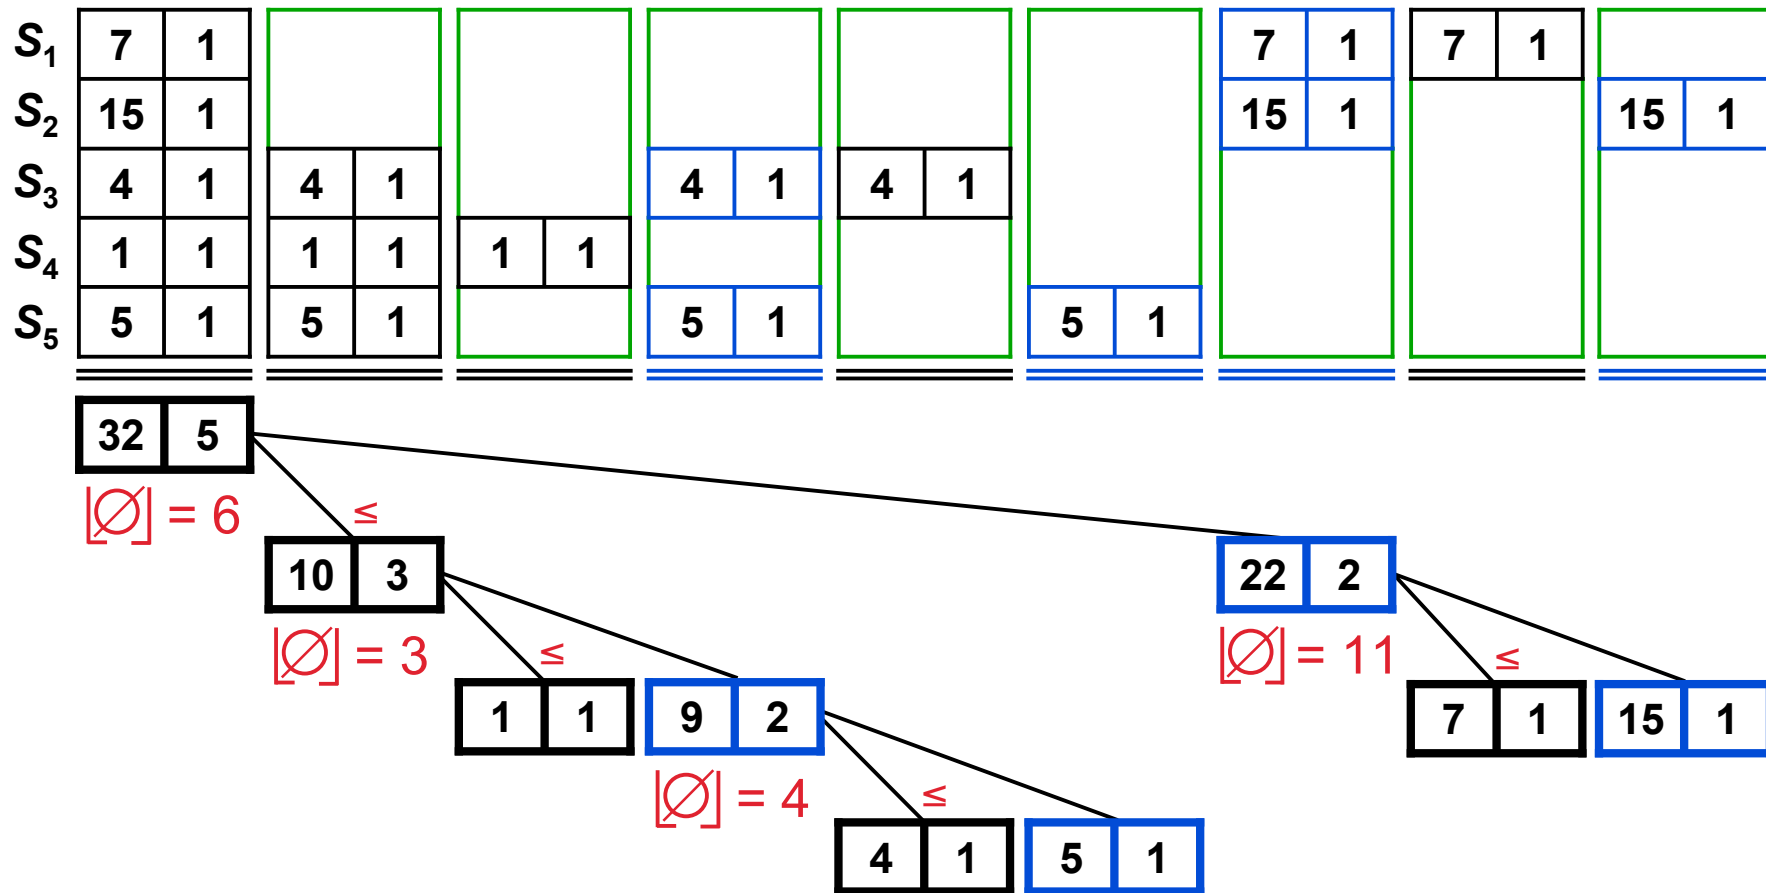 S1 7 1 7 1 7 1
S2 15 1 15 1 15 1
S3 4 1 4 1 4 1 4 1
S4 1 1 1 1 1 1
S5 5 1 5 1 5 1 5 1
32 5
⌊∅⌋ = 6 ≤
10 3 22 2
⌊∅⌋ = 3 ≤ ⌊∅⌋ = 11 ≤
1 1 9 2 7 1 15 1
⌊∅⌋ = 4 ≤
4 1 5 1